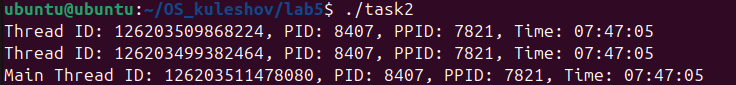 ubuntu@ubuntu:~/OS_kuleshov/lab5$ ./task2
Thread ID: 126203509868224, PID: 8407, PPID: 7821, Time: 07:47:05
Thread ID: 126203499382464, PID: 8407, PPID: 7821, Time: 07:47:05
Main Thread ID: 126203511478080, PID: 8407, PPID: 7821, Time: 07:47:05